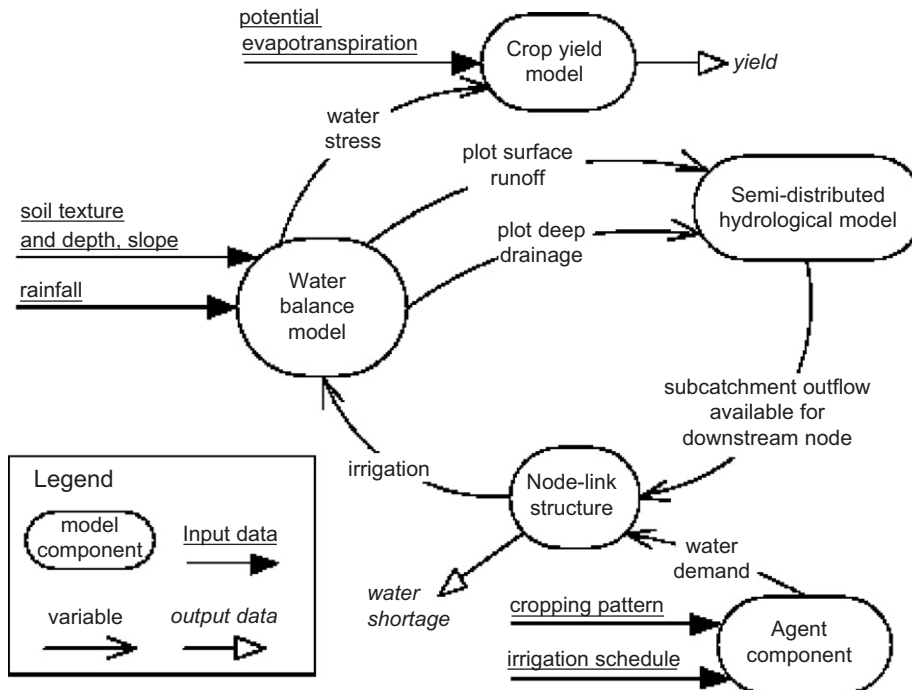 potential
evapotranspiration
Crop yield
model
yield
water
stress
plot surface
runoff
Semi-distributed
hydrological model
soil texture
and depth, slope
plot deep
drainage
rainfall
Water
balance
model
subcatchment outflow
available for
downstream node
irrigation
Node-link
structure
water
demand
water
shortage
cropping pattern
irrigation schedule
Agent
component
Legend
model
component
Input data
variable
output data